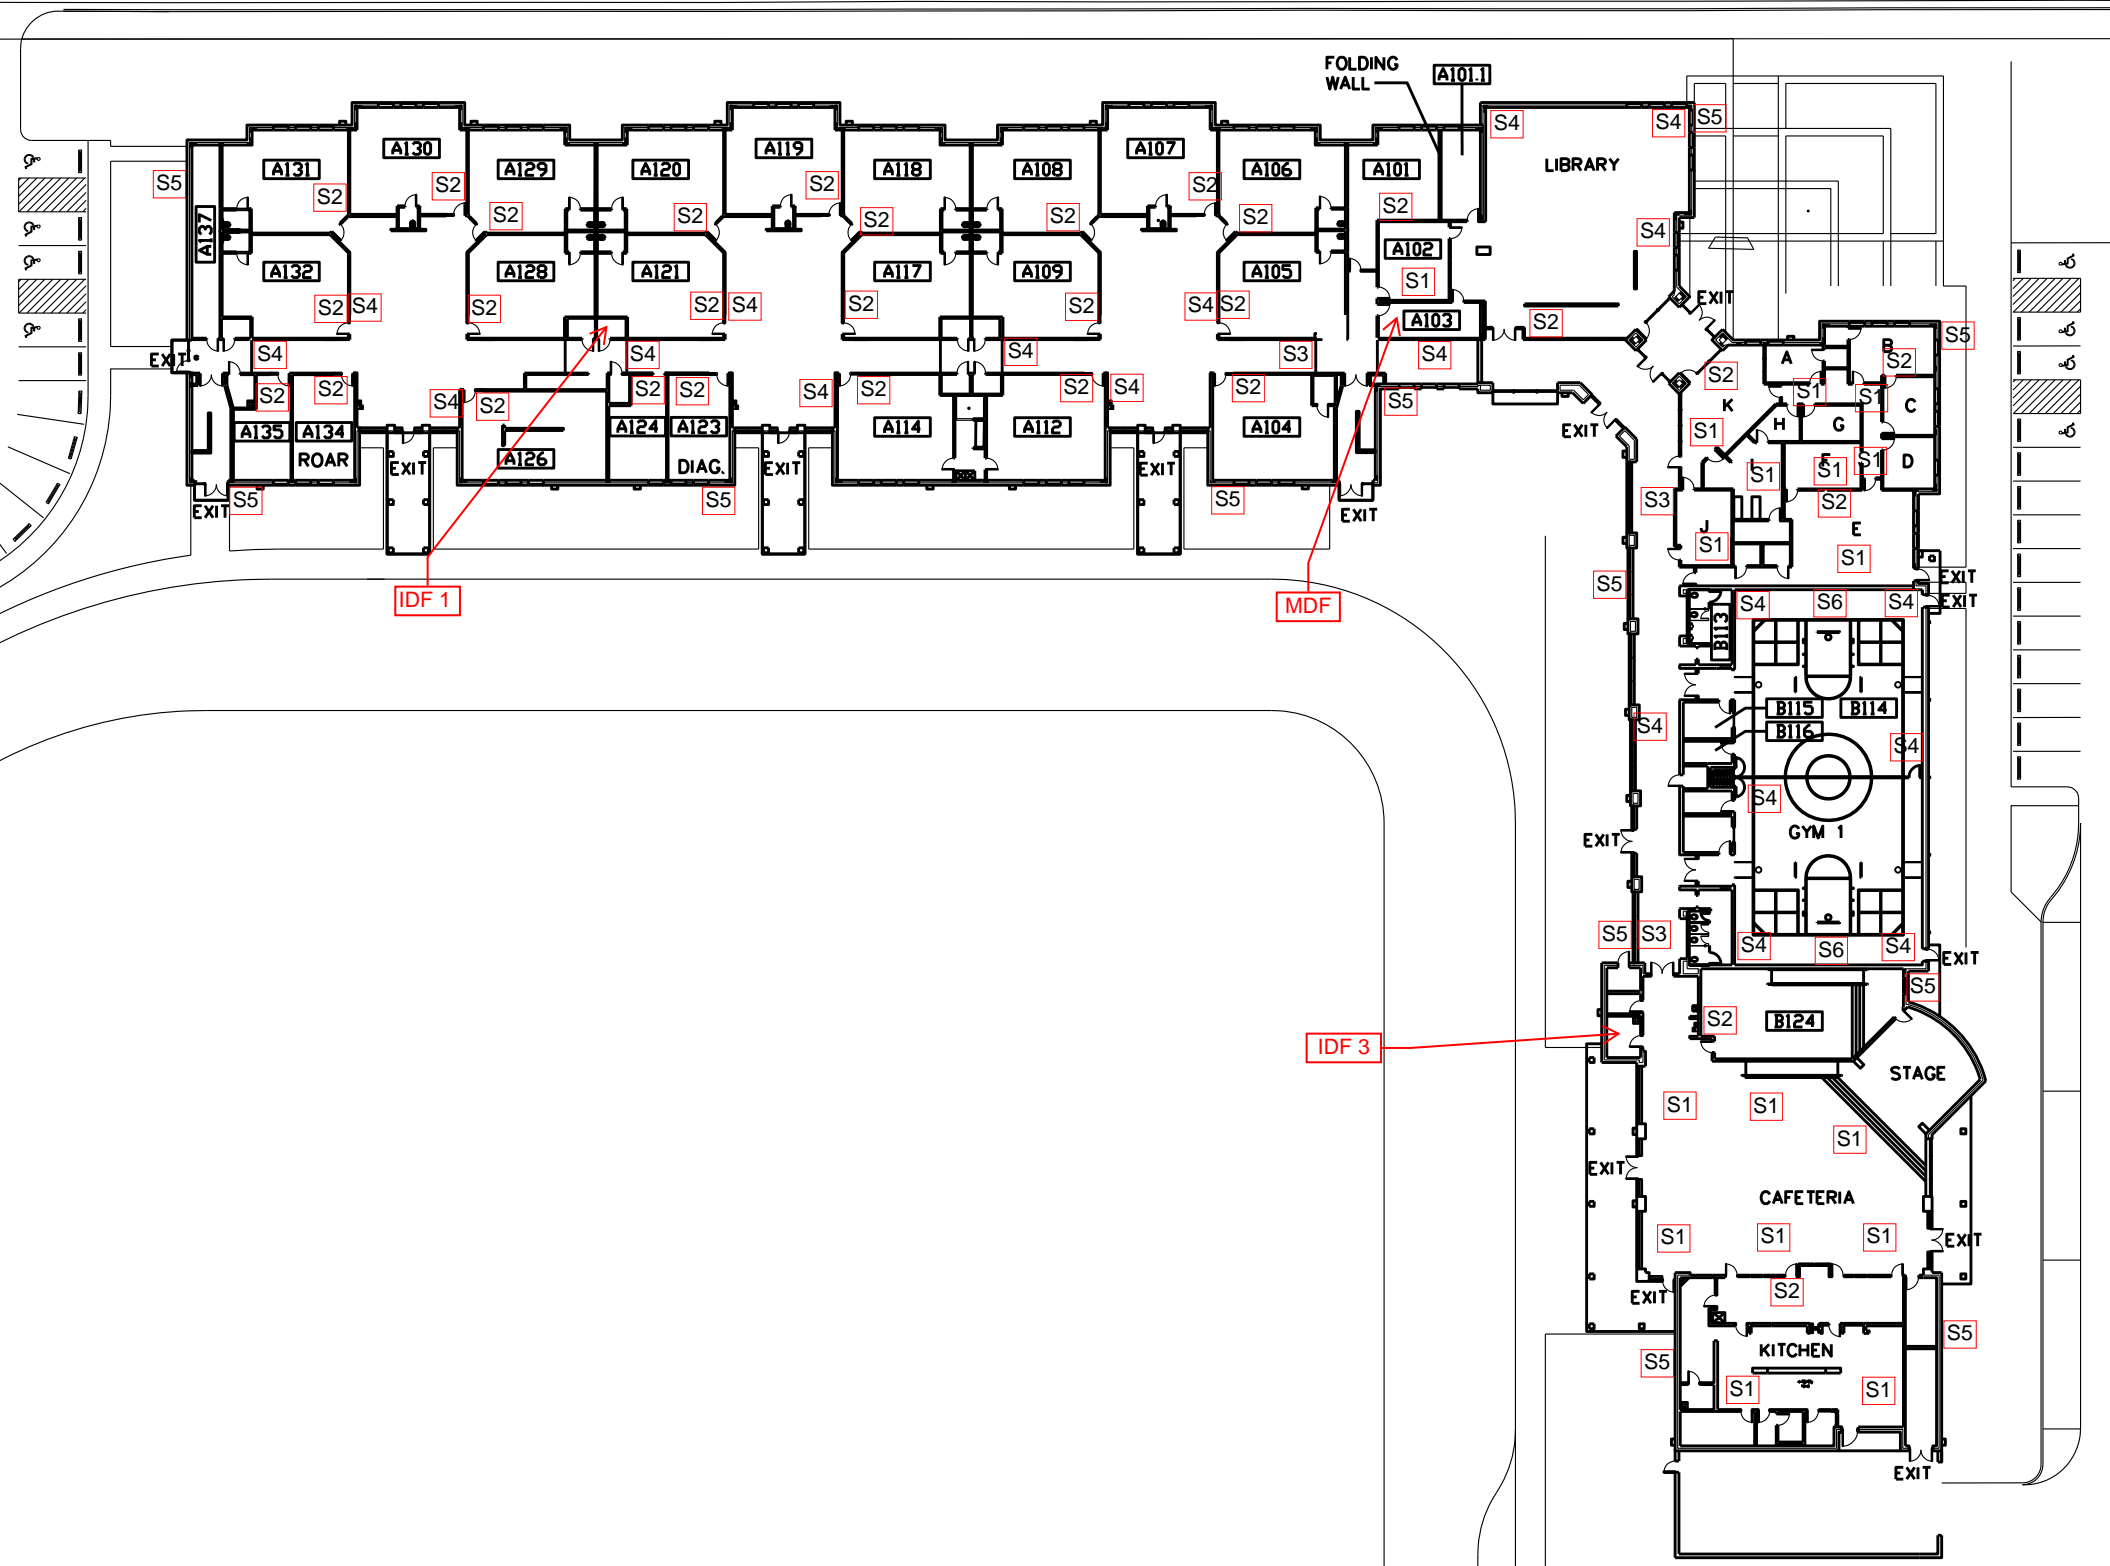 FOLDING
WALL
A101.1
S4
S4
S5
A131
A130
A129
A120
A119
A118
A108
A107
A106
A101
LIBRARY
S5
S2
S2
S2
S2
S2
S2
S2
S2
S2
S2
S4
A137
A132
A128
A121
A117
A109
A105
A102
S1
S2
S4
S2
S2
S4
S2
S2
S4
S2
A103
S2
EXIT
EXIT
S4
S4
S4
S3
S4
S5
A
B
S2
S2
S1
S1
K
C
H
G
S2
S2
S4
S2
S2
S2
S4
S2
S2
S4
S2
S5
A135
A134
ROAR
A126
A124
A123
DIAG.
A114
A112
A104
EXIT
S1
EXIT
EXIT
EXIT
I
S1
F
S1
S1
D
S5
EXIT
S5
S5
EXIT
S3
S2
J
S1
E
S1
IDF 1
MDF
S5
EXIT
EXIT
S4
S6
S4
B113
B115
B114
B116
S4
S4
S4
GYM 1
EXIT
S5
S3
S4
S6
S4
EXIT
S5
S2
B124
IDF 3
STAGE
S1
S1
S1
EXIT
CAFETERIA
S1
S1
S1
EXIT
EXIT
S2
S5
KITCHEN
S5
S1
S1
EXIT